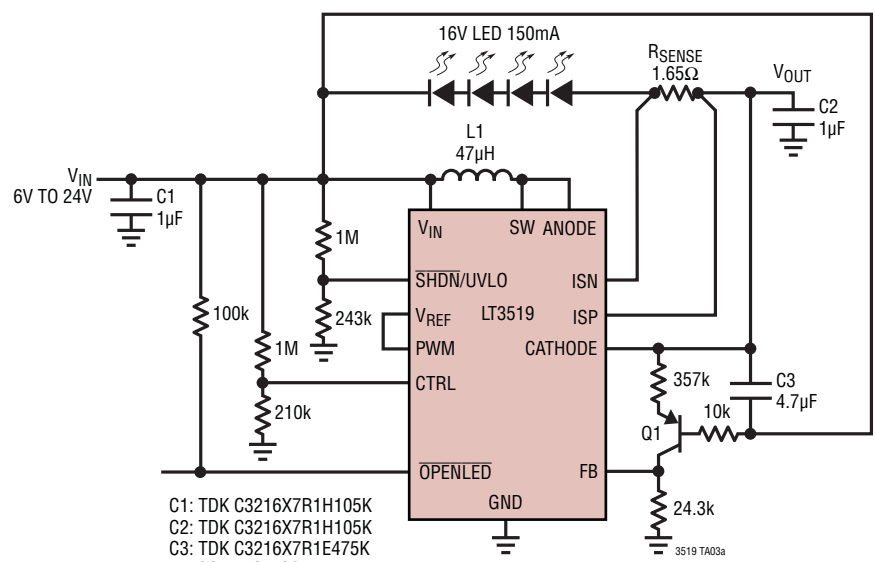 16V LED 150mA
RSENSE
1.65Ω
VOUT
C2
1µF
L1
47µH
VIN
6V TO 24V
C1
1µF
VIN
SW
ANODE
1M
SHDN/UVLO
ISN
100k
243k
VREF
LT3519
ISP
PWM
CATHODE
1M
357k
C3
4.7µF
CTRL
210k
10k
Q1
OPENLED
FB
GND
24.3k
C1: TDK C3216X7R1H105K
C2: TDK C3216X7R1H105K
C3: TDK C3216X7R1E475K
3519 TA03a